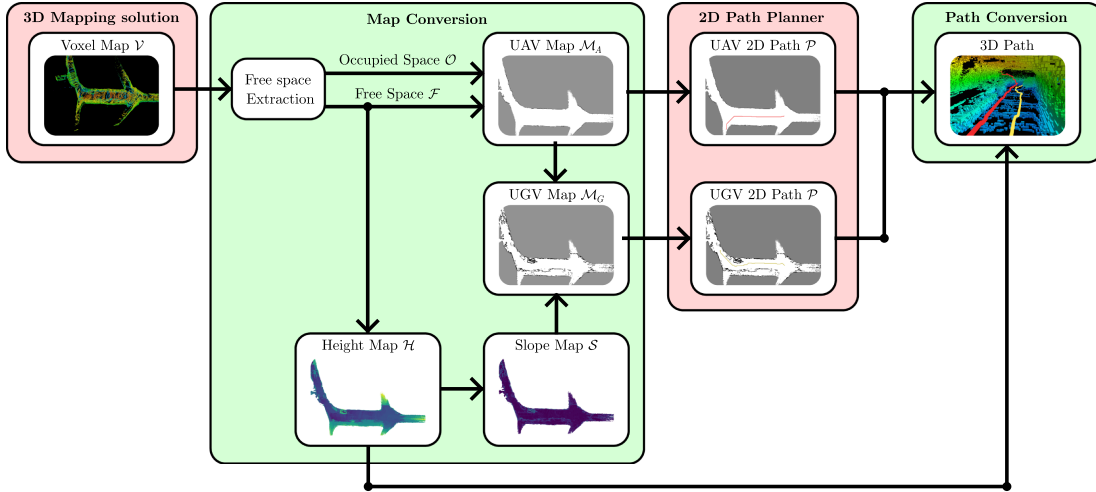 3D Mapping solution
Voxel Map 𝒱
Map Conversion
Free space
Extraction
Occupied Space 𝒪
Free Space ℱ
UAV Map ℳ_A
UGV Map ℳ_G
Height Map ℋ
Slope Map 𝒮
2D Path Planner
UAV 2D Path 𝒫
UGV 2D Path 𝒫
Path Conversion
3D Path